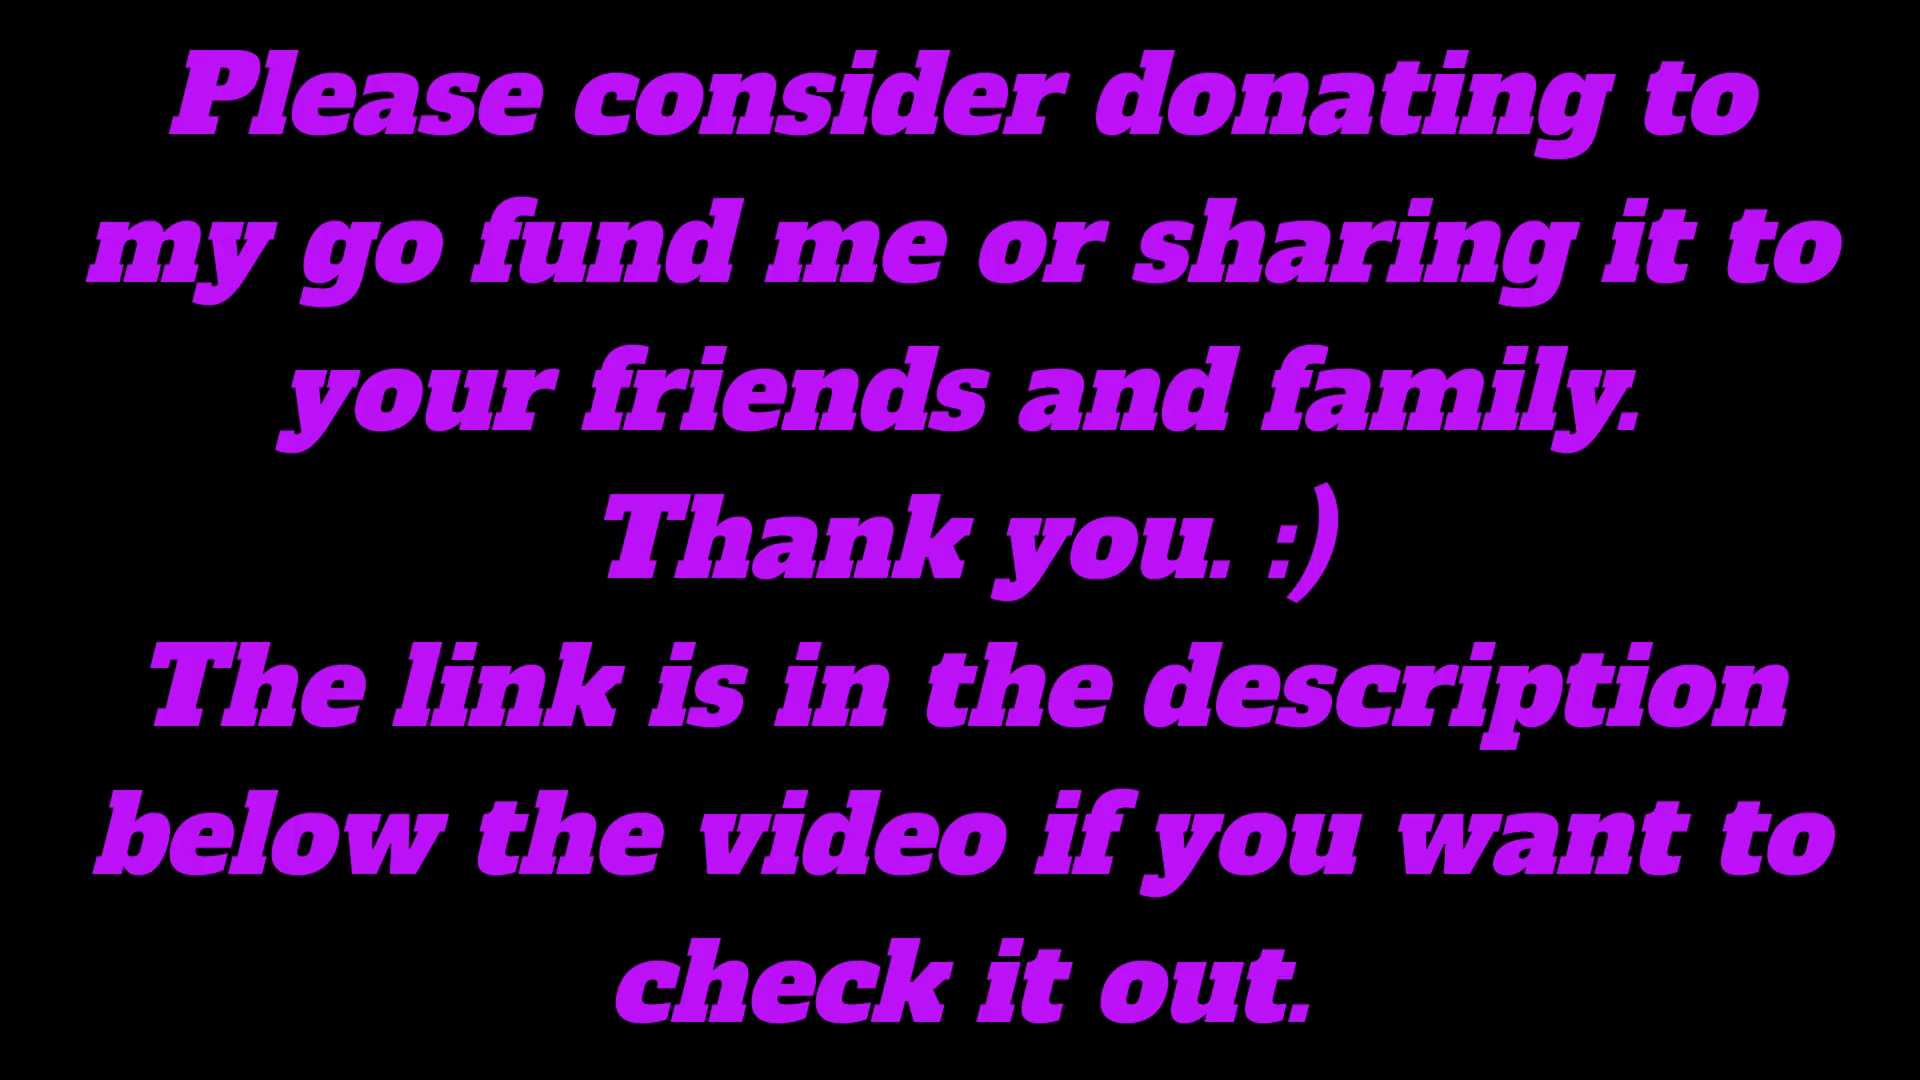 Please consider donating to
my go fund me or sharing it to
your friends and family.
Thank you. :)
The link is in the description
below the video if you want to
check it out.